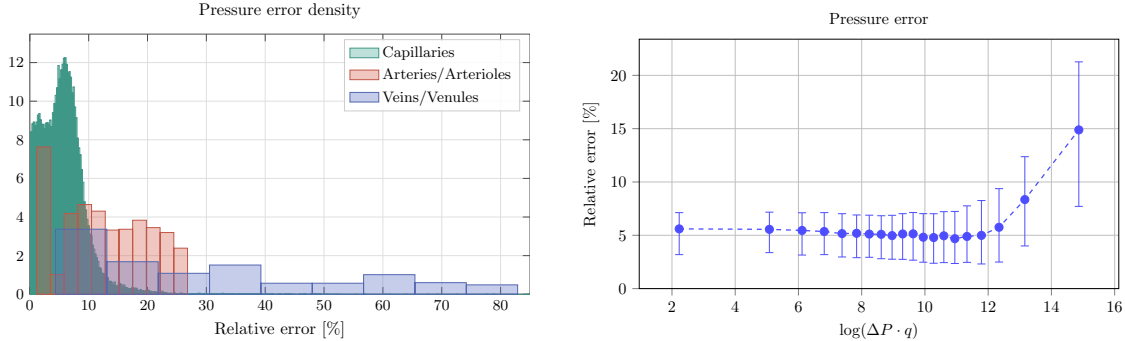 Pressure error density
12
10
8
6
4
2
0
0 10 20 30 40 50 60 70 80
Relative error [%]
Capillaries
Arteries/Arterioles
Veins/Venules
Pressure error
Relative error [%]
20
15
10
5
0
2 4 6 8 10 12 14 16
log(ΔP · q)